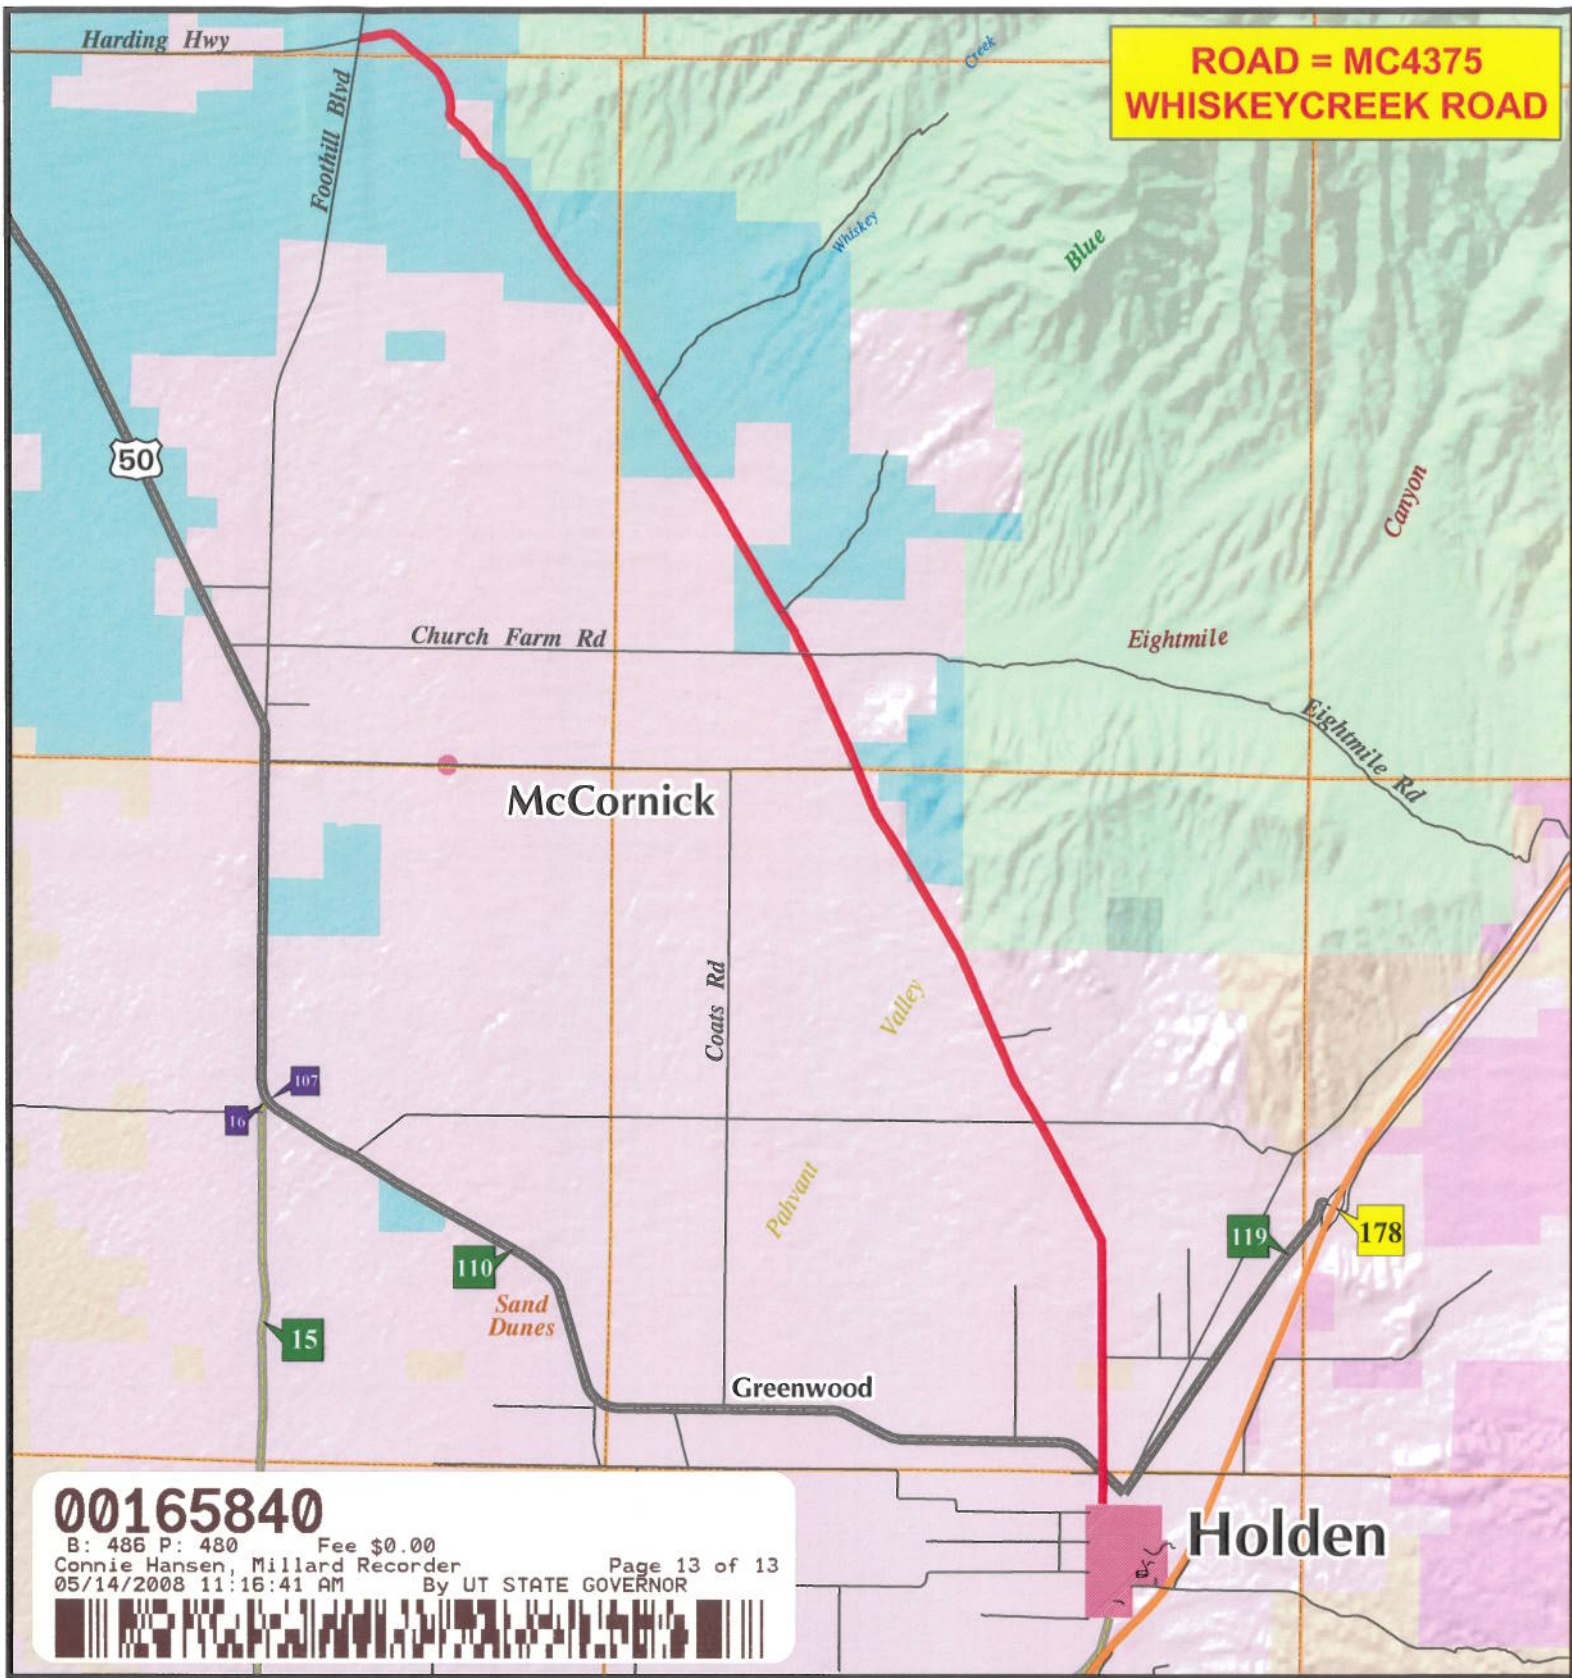 Harding Hwy
Foothill Blvd
Creek
ROAD = MC4375
WHISKEYCREEK ROAD
Whiskey
Blue
50
Canyon
Church Farm Rd
Eightmile
Eightmile Rd
McCornick
Coats Rd
Valley
107
16
Pahvant
119
178
110
Sand
Dunes
15
Greenwood
Holden
00165840
B: 486 P: 480 Fee $0.00
Connie Hansen, Millard Recorder Page 13 of 13
05/14/2008 11:16:41 AM By UT STATE GOVERNOR